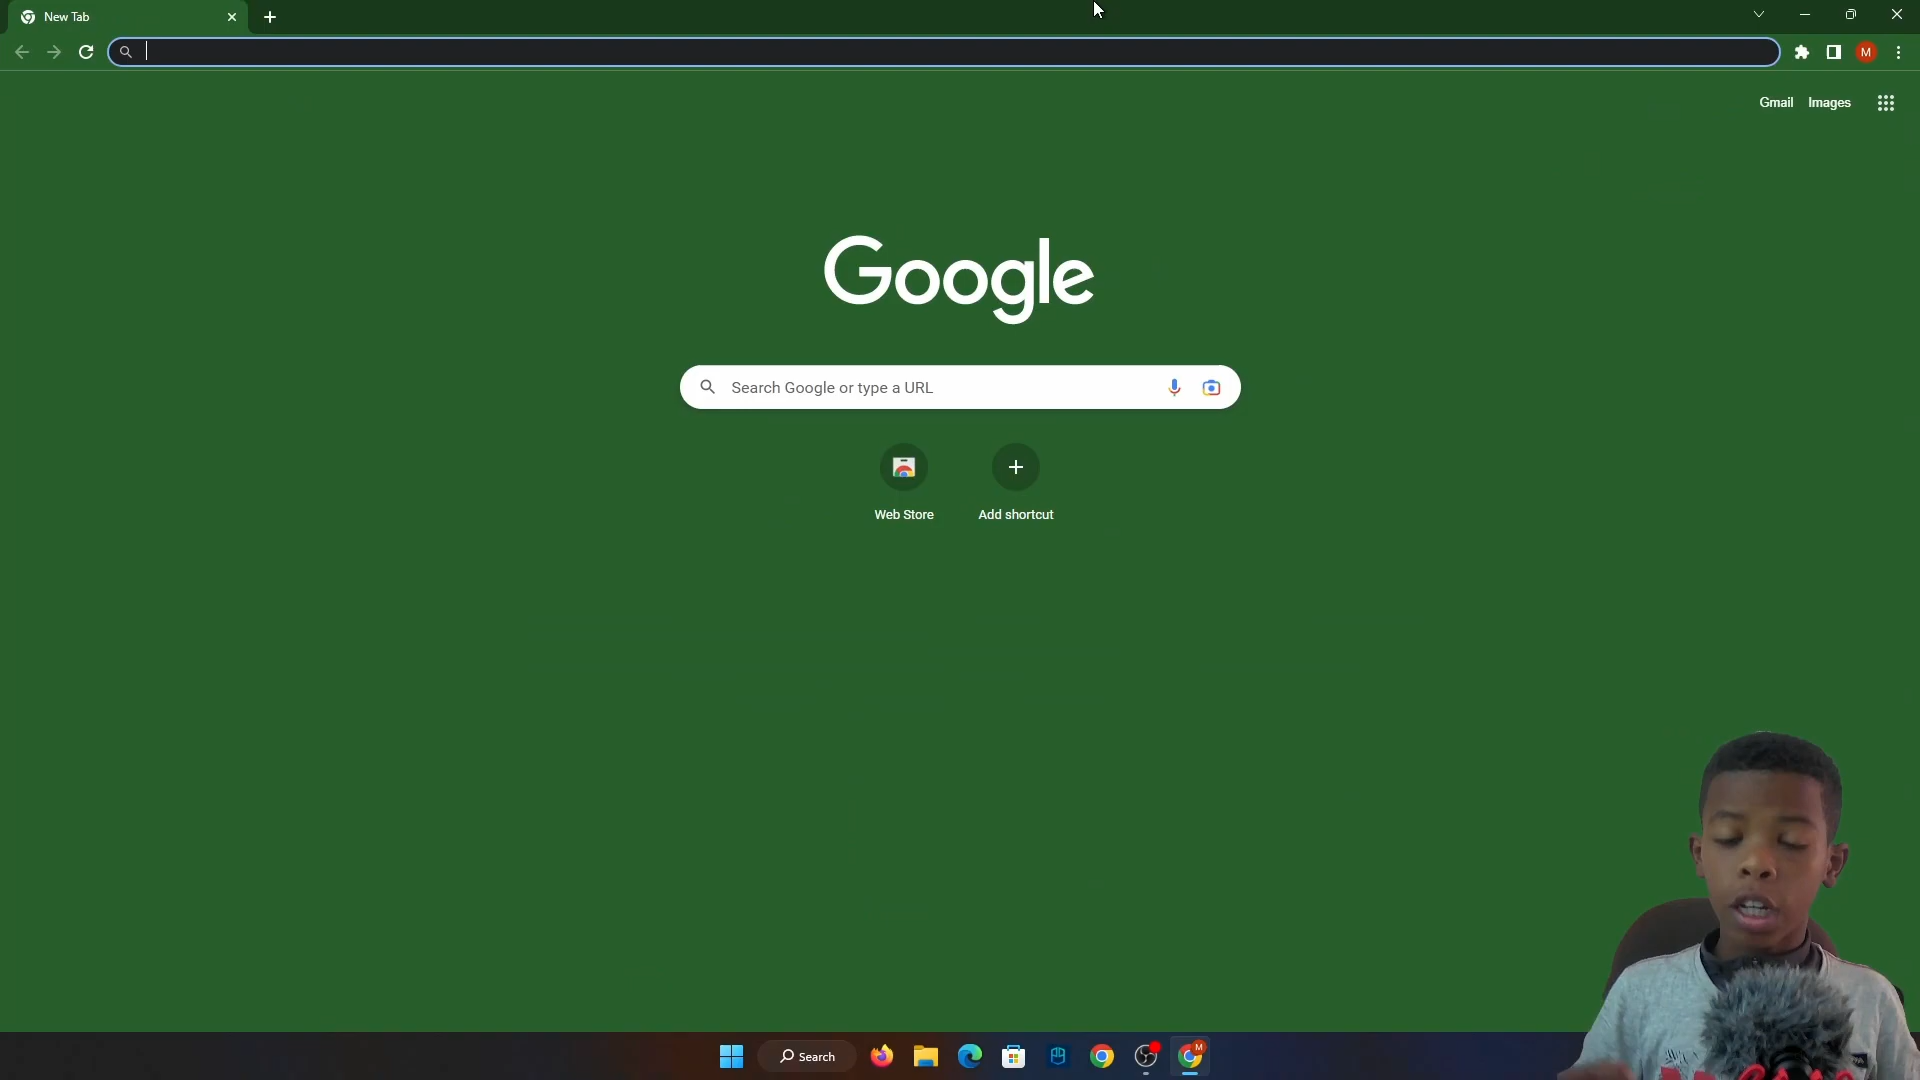 New Tab
M
Gmail Images
Google
Search Google or type a URL
Web Store
Add shortcut
Search
M